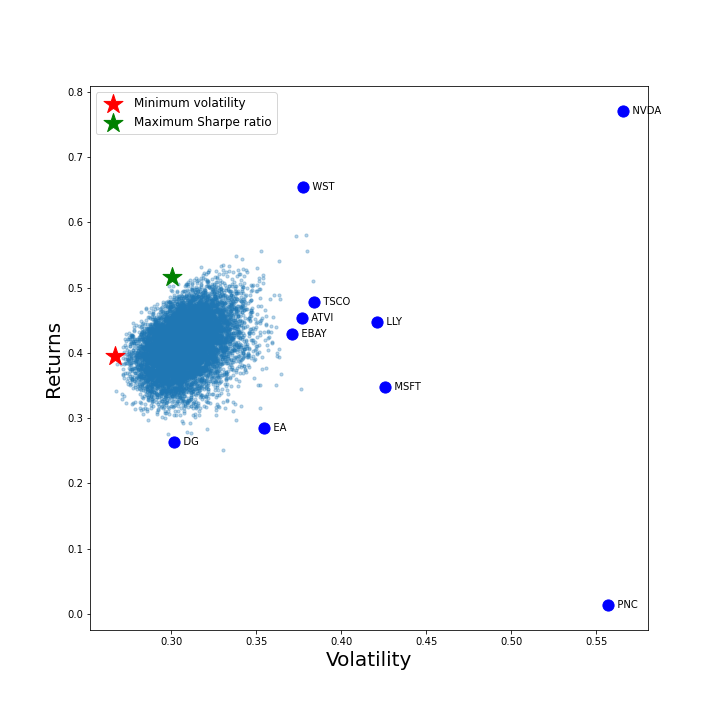 Minimum volatility
Maximum Sharpe ratio
0.8
0.7
0.6
0.5
0.4
0.3
0.2
0.1
0.0
Returns
NVDA
WST
TSCO
ATVI
LLY
EBAY
MSFT
EA
DG
PNC
0.30
0.35
0.40
0.45
0.50
0.55
Volatility